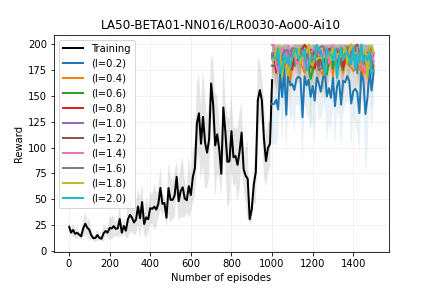 LA50-BETA01-NN016/LR0030-Ao00-Ai10
Reward
200
175
150
125
100
75
50
25
0
Training
(l=0.2)
(l=0.4)
(l=0.6)
(l=0.8)
(l=1.0)
(l=1.2)
(l=1.4)
(l=1.6)
(l=1.8)
(l=2.0)
0 200 400 600 800 1000 1200 1400
Number of episodes